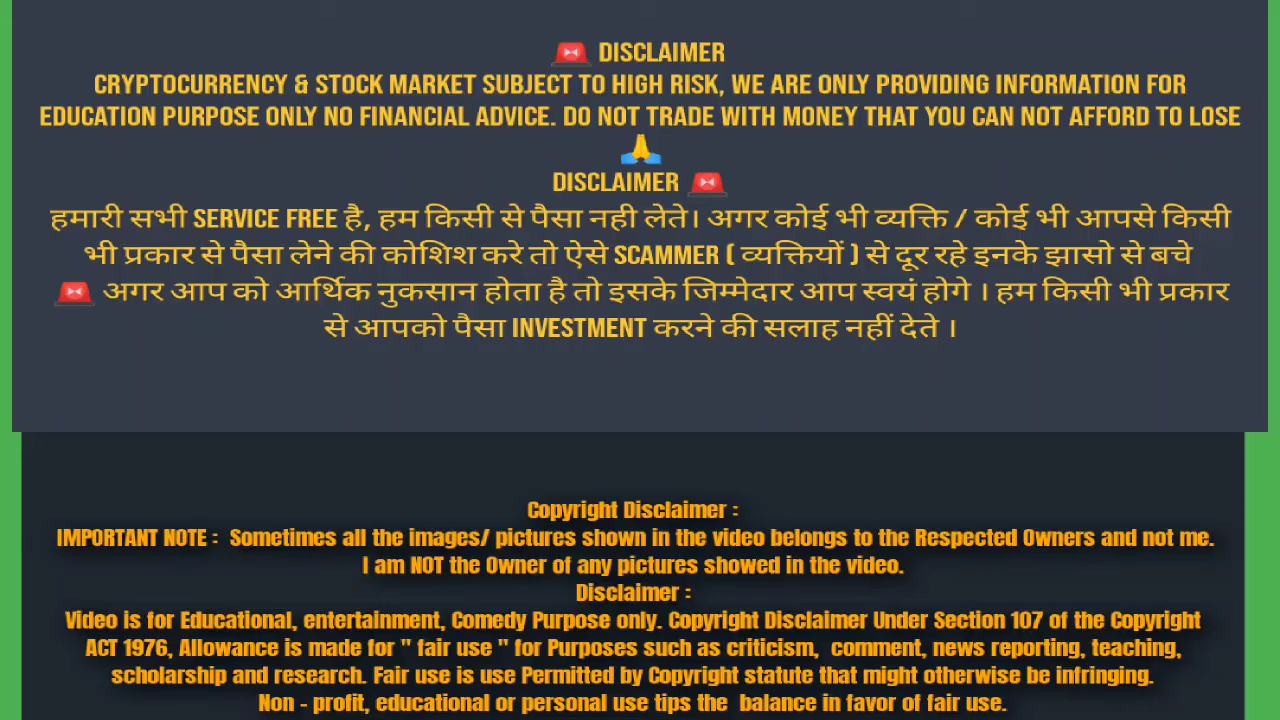 🚨 DISCLAIMER
CRYPTOCURRENCY & STOCK MARKET SUBJECT TO HIGH RISK, WE ARE ONLY PROVIDING INFORMATION FOR
EDUCATION PURPOSE ONLY NO FINANCIAL ADVICE. DO NOT TRADE WITH MONEY THAT YOU CAN NOT AFFORD TO LOSE
🙏
DISCLAIMER 🚨
हमारी सभी SERVICE FREE है, हम किसी से पैसा नही लेते। अगर कोई भी व्यक्ति / कोई भी आपसे किसी
भी प्रकार से पैसा लेने की कोशिश करे तो ऐसे SCAMMER ( व्यक्तियों ) से दूर रहे इनके झासो से बचे
🚨 अगर आप को आर्थिक नुकसान होता है तो इसके जिम्मेदार आप स्वयं होगे । हम किसी भी प्रकार
से आपको पैसा INVESTMENT करने की सलाह नहीं देते ।
Copyright Disclaimer :
IMPORTANT NOTE :  Sometimes all the images/ pictures shown in the video belongs to the Respected Owners and not me.
I am NOT the Owner of any pictures showed in the video.
Disclaimer :
Video is for Educational, entertainment, Comedy Purpose only. Copyright Disclaimer Under Section 107 of the Copyright
ACT 1976, Allowance is made for " fair use " for Purposes such as criticism,  comment, news reporting, teaching,
scholarship and research. Fair use is use Permitted by Copyright statute that might otherwise be infringing.
Non - profit, educational or personal use tips the  balance in favor of fair use.